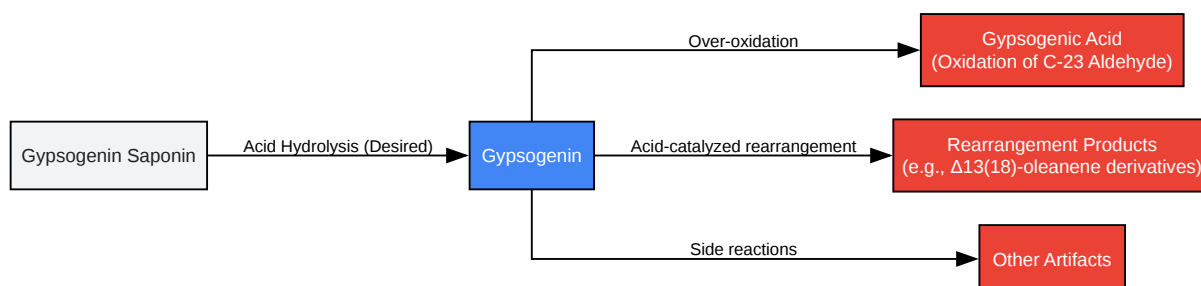 Over-oxidation
Gypsogenic Acid
(Oxidation of C-23 Aldehyde)
Gypsogenin Saponin
Acid Hydrolysis (Desired)
Gypsogenin
Acid-catalyzed rearrangement
Rearrangement Products
(e.g., Δ13(18)-oleanene derivatives)
Side reactions
Other Artifacts